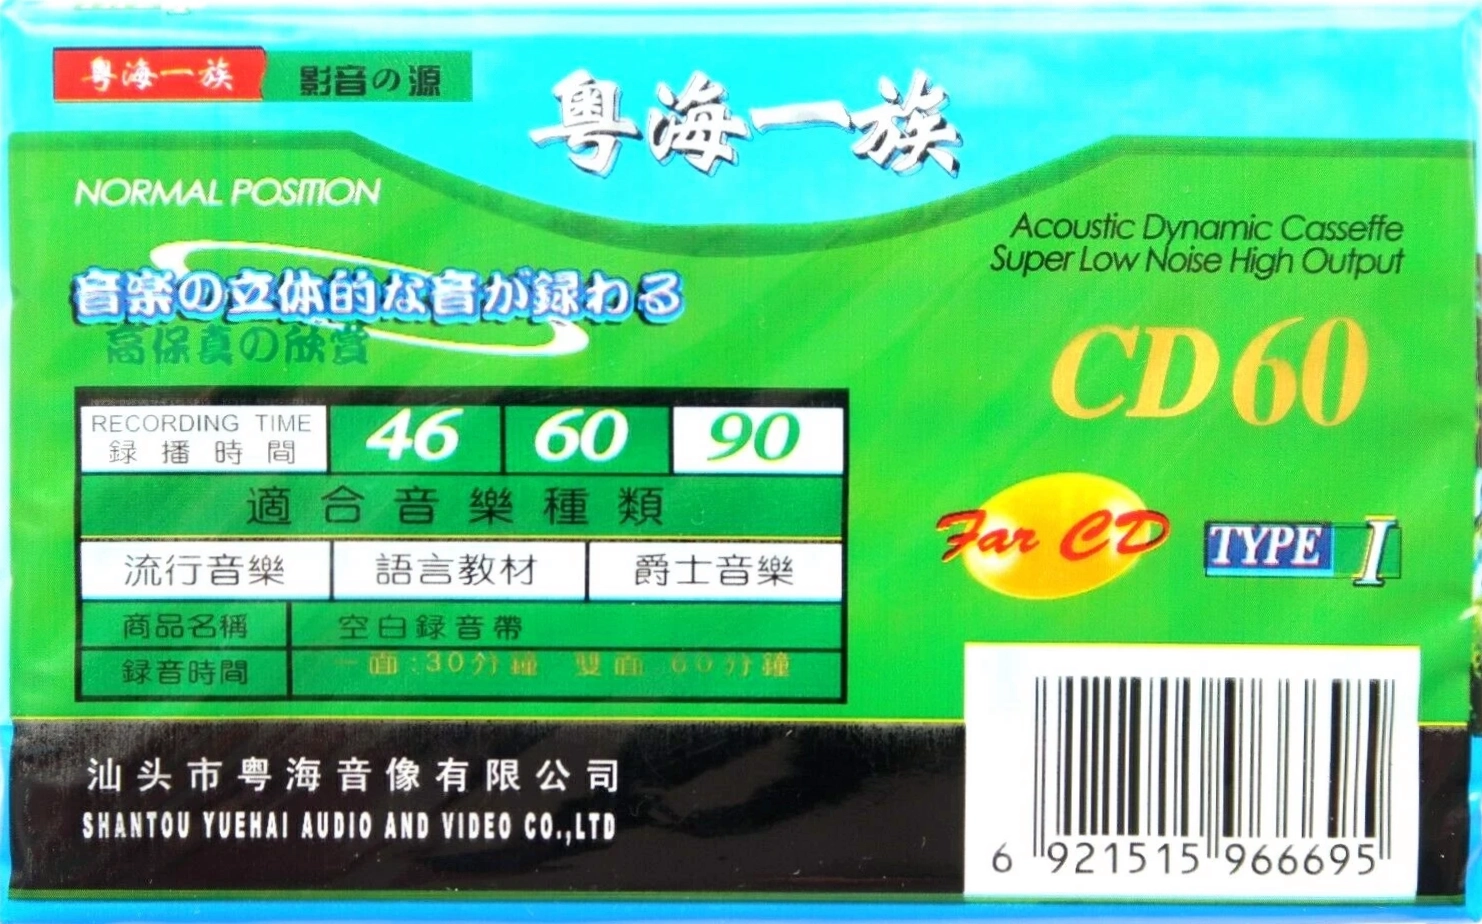 粤海一族 影音の源
粤海一族
NORMAL POSITION
Acoustic Dynamic Casseffe
Super Low Noise High Output
音楽の立体的な音が録わる
高保真の欣賞
CD60
RECORDING TIME
録播時間
46 60 90
適合音樂種類
流行音樂 語言教材 爵士音樂
商品名稱 空白録音帶
録音時間 一面:30分鐘 雙面:60分鐘
Far CD
TYPE I
汕头市粤海音像有限公司
SHANTOU YUEHAI AUDIO AND VIDEO CO.,LTD
6 921515 966695